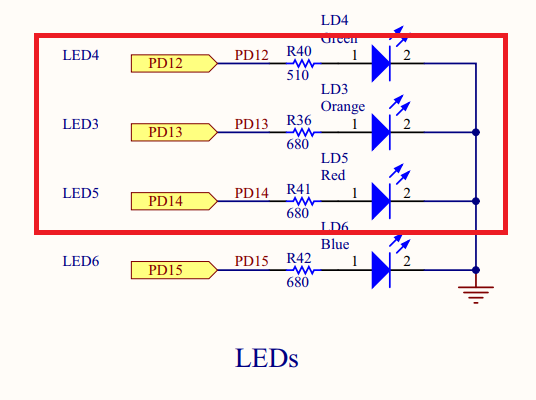 LD4
Green
LED4 PD12 PD12 R40 1 2
510
LD3
Orange
LED3 PD13 PD13 R36 1 2
680
LD5
Red
LED5 PD14 PD14 R41 1 2
680
LD6
Blue
LED6 PD15 PD15 R42 1 2
680
LEDs